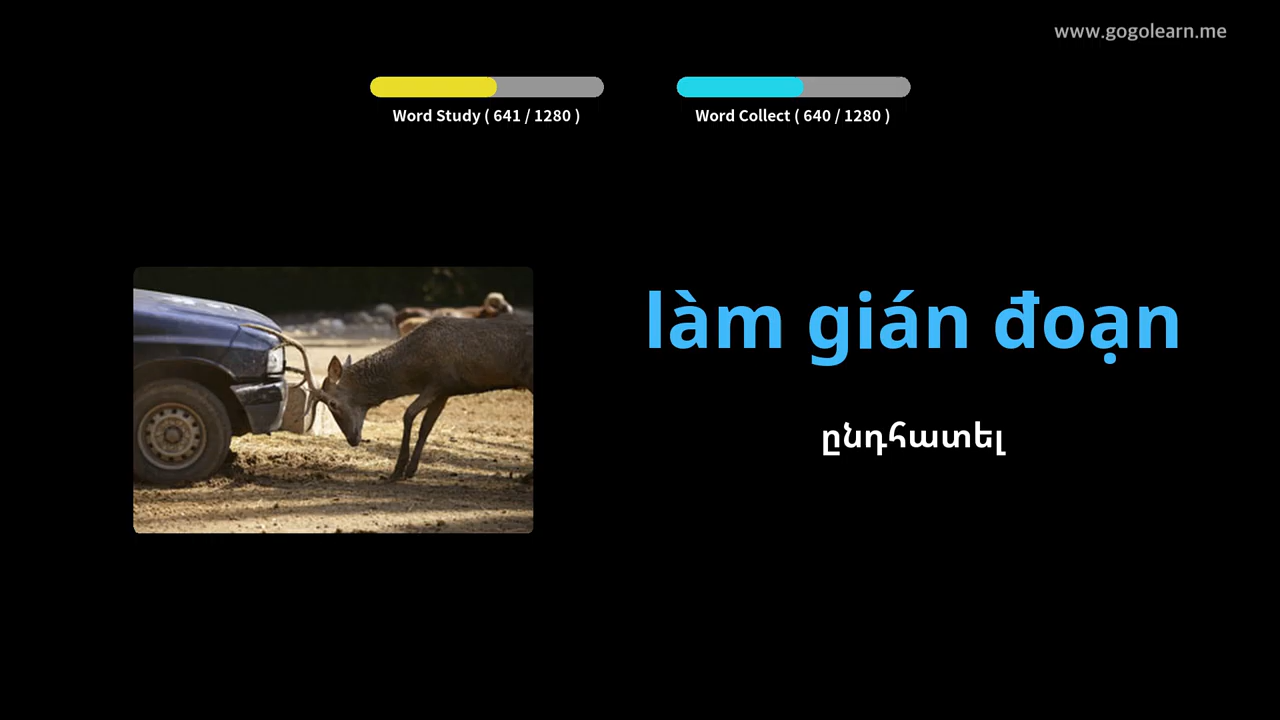 www.gogolearn.me
Word Study ( 641 / 1280 )
Word Collect ( 640 / 1280 )
làm gián đoạn
ընդհատել